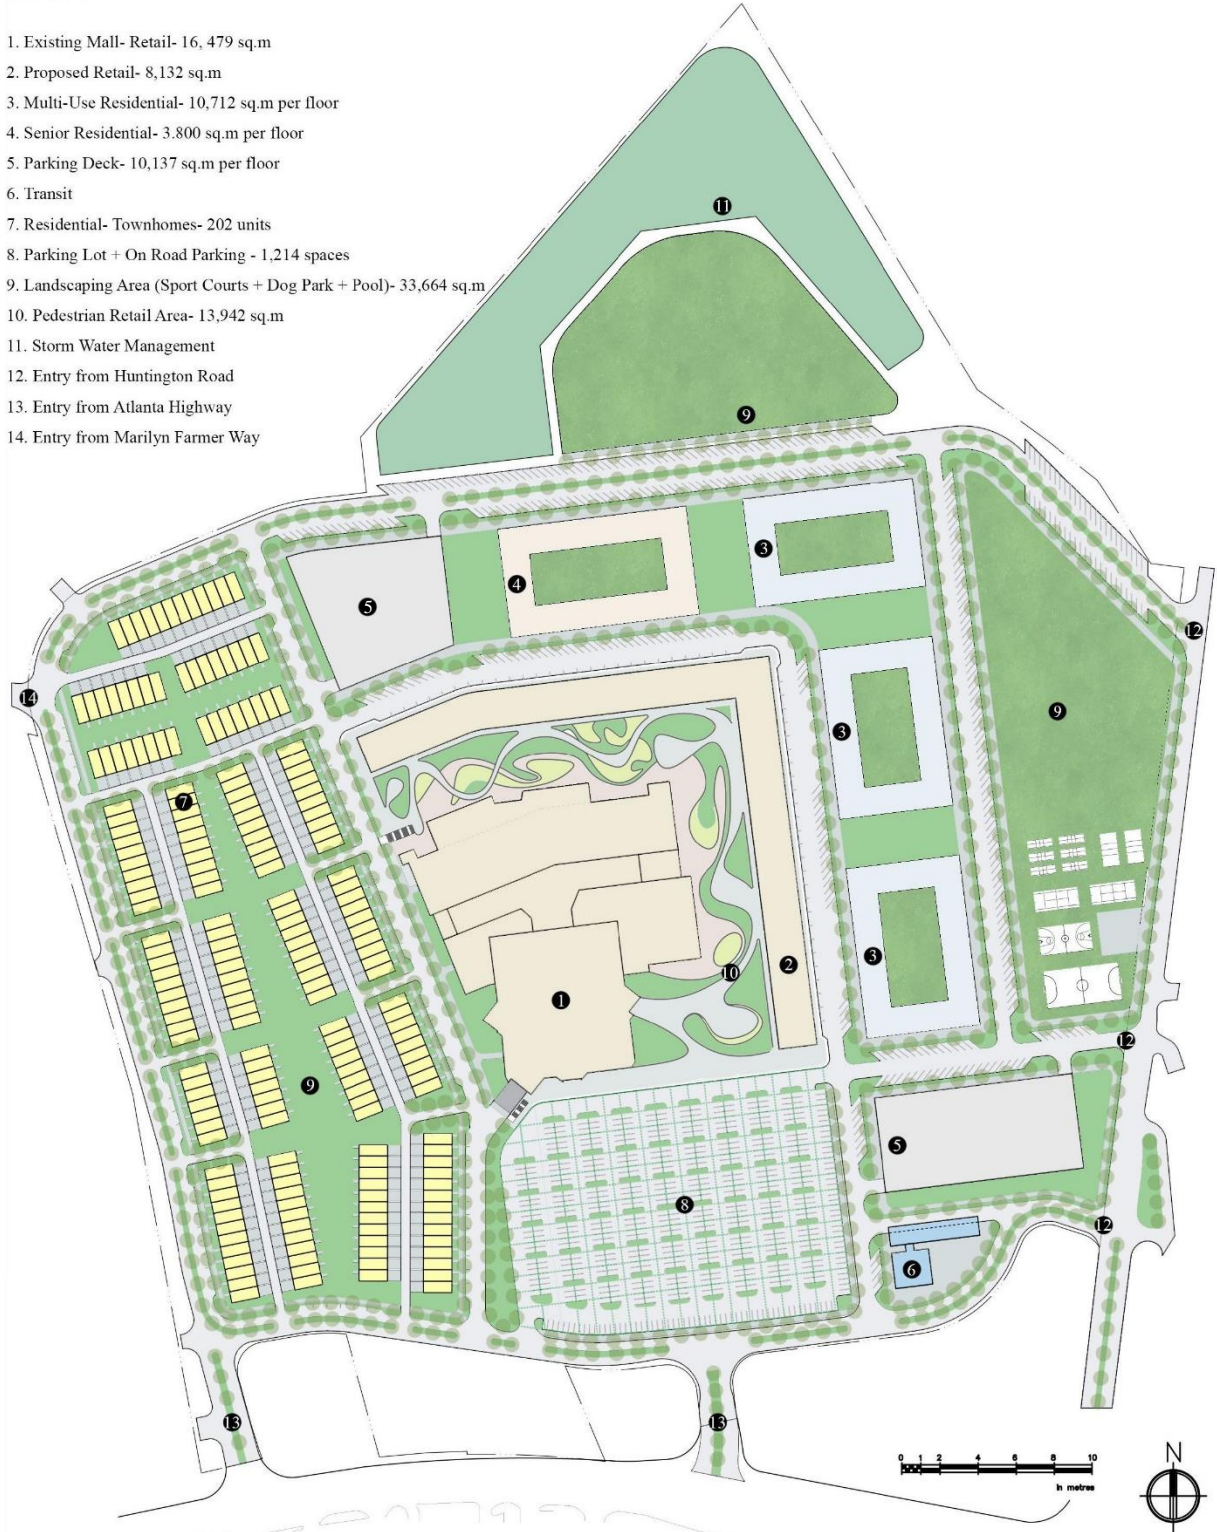 1. Existing Mall- Retail- 16, 479 sq.m
2. Proposed Retail- 8,132 sq.m
3. Multi-Use Residential- 10,712 sq.m per floor
4. Senior Residential- 3.800 sq.m per floor
5. Parking Deck- 10,137 sq.m per floor
6. Transit
7. Residential- Townhomes- 202 units
8. Parking Lot + On Road Parking - 1,214 spaces
9. Landscaping Area (Sport Courts + Dog Park + Pool)- 33,664 sq.m
10. Pedestrian Retail Area- 13,942 sq.m
11. Storm Water Management
12. Entry from Huntington Road
13. Entry from Atlanta Highway
14. Entry from Marilyn Farmer Way
11
9
3
4
5
12
14
9
3
7
2
3
10
1
12
9
5
8
12
6
13
13
0 1 2 4 6 8 10
In metres
N